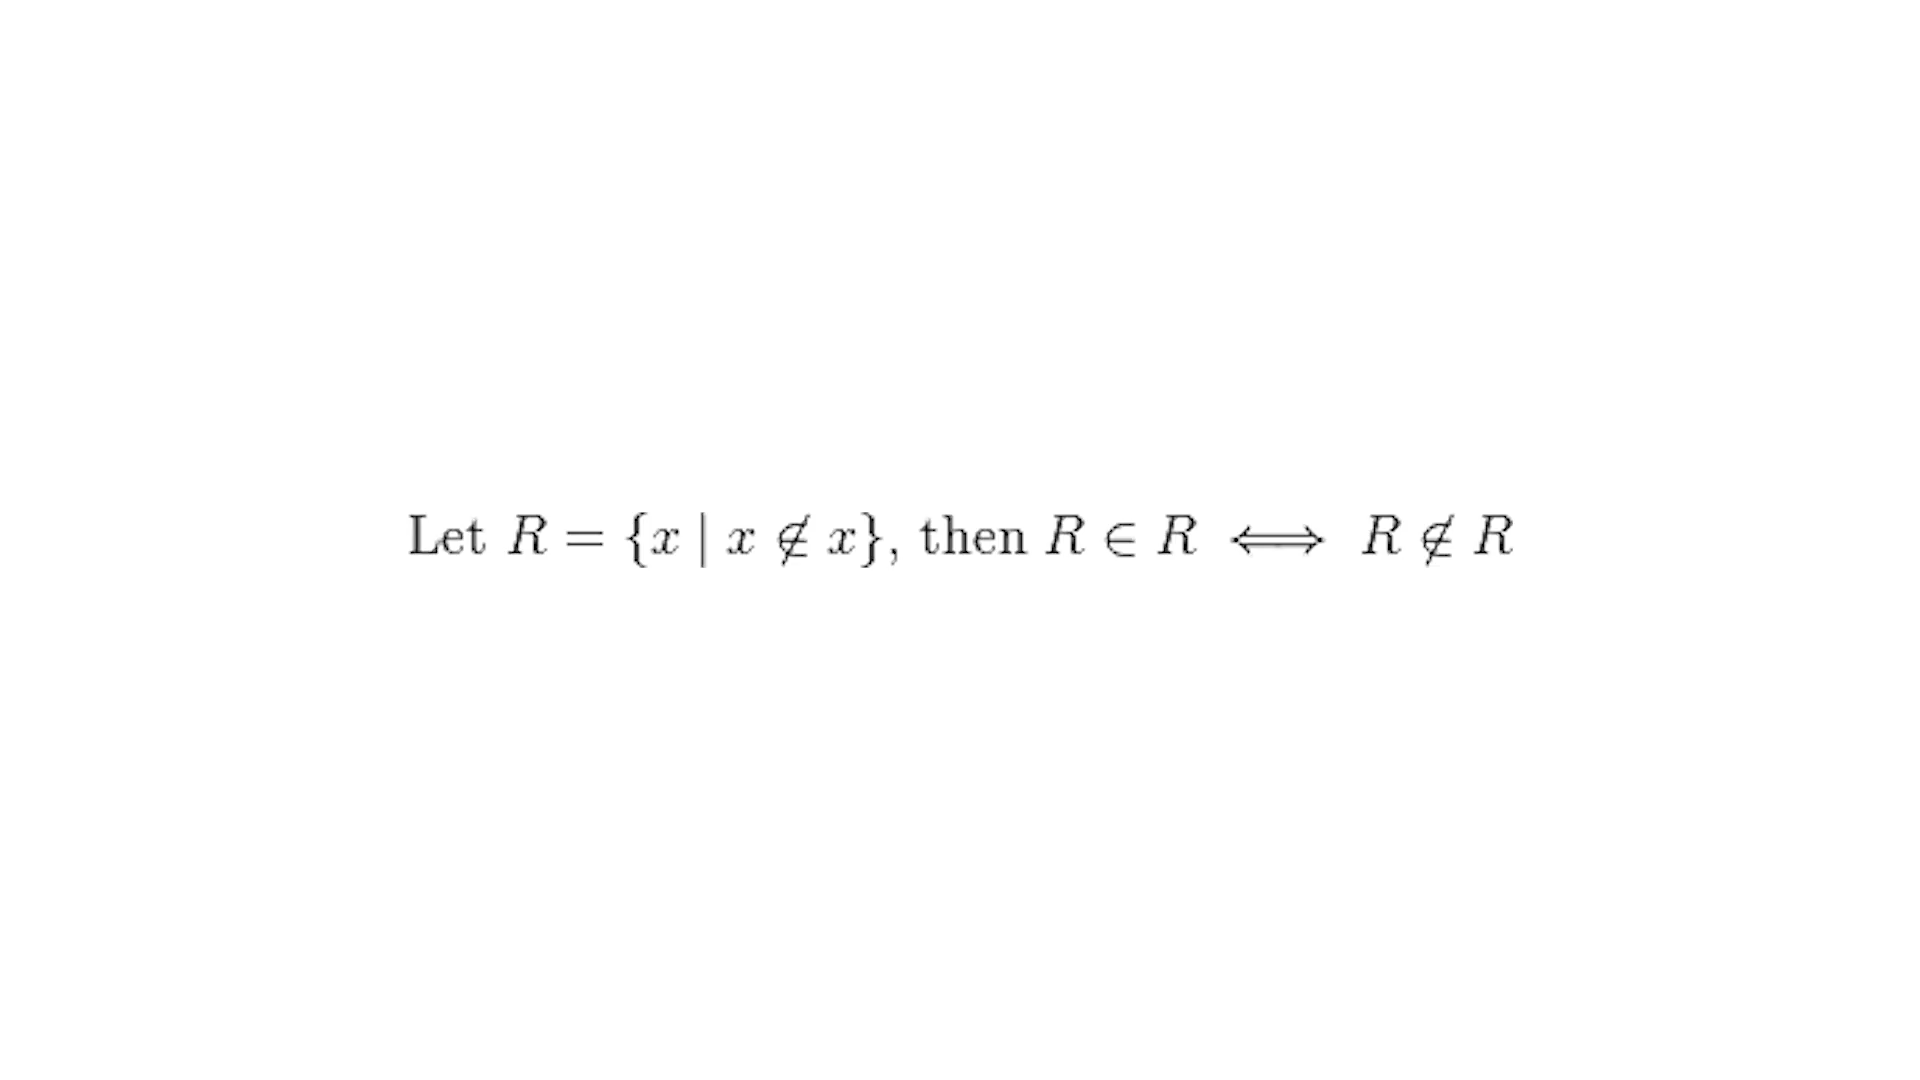 Let R = {x | x ∉ x}, then R ∈ R ⟺ R ∉ R